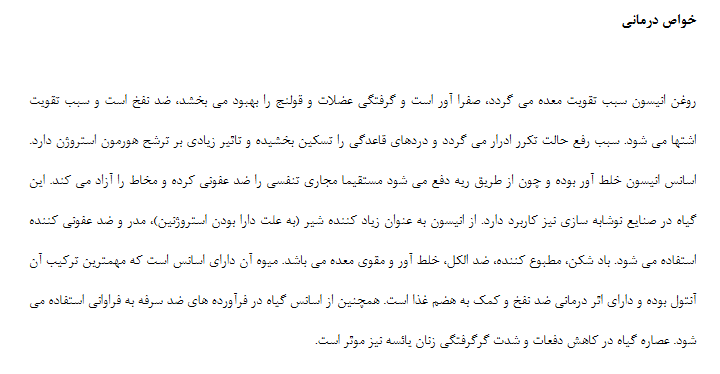 خواص درمانی
روغن انیسون سبب تقویت معده می گردد، صفرا آور است و گرفتگی عضلات و قولنج را بهبود می بخشد، ضد نفخ است و سبب تقویت
اشتها می شود. سبب رفع حالت تکرر ادرار می گردد و دردهای قاعدگی را تسکین بخشیده و تاثیر زیادی بر ترشح هورمون استروژن دارد.
اسانس انیسون خلط آور بوده و چون از طریق ریه دفع می شود مستقیما مجاری تنفسی را ضد عفونی کرده و مخاط را آزاد می کند. این
گیاه در صنایع نوشابه سازی نیز کاربرد دارد. از انیسون به عنوان زیاد کننده شیر (به علت دارا بودن استروژنین)، مدر و ضد عفونی کننده
استفاده می شود. باد شکن، مطبوع کننده، ضد الکل، خلط آور و مقوی معده می باشد. میوه آن دارای اسانس است که مهمترین ترکیب آن
آنتول بوده و دارای اثر درمانی ضد نفخ و کمک به هضم غذا است. همچنین از اسانس گیاه در فرآورده های ضد سرفه به فراوانی استفاده می
شود. عصاره گیاه در کاهش دفعات و شدت گرگرفتگی زنان یائسه نیز موثر است.